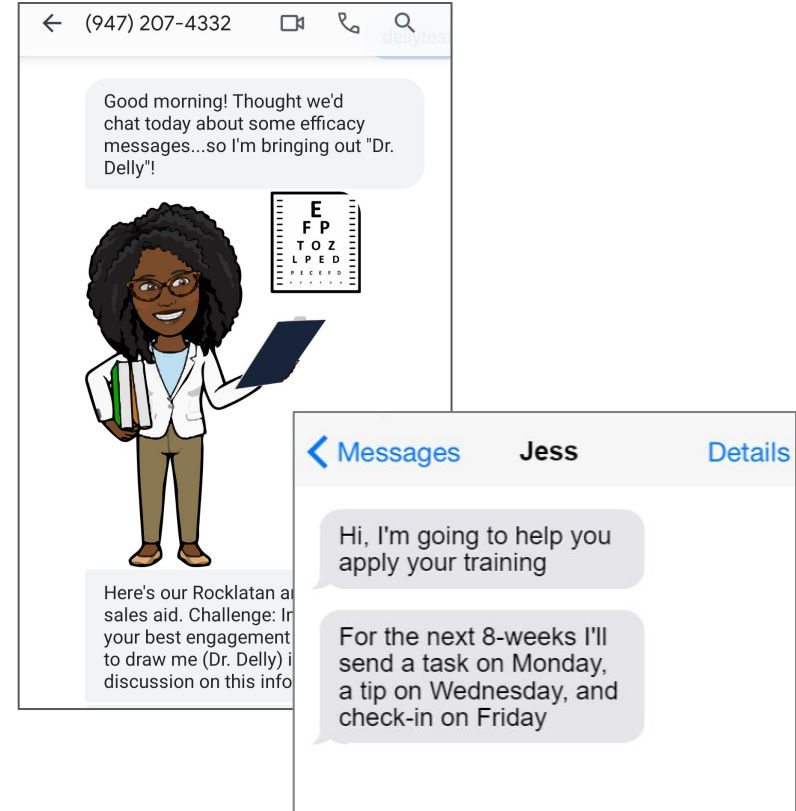 (947) 207-4332
dellytest
Good morning! Thought we'd
chat today about some efficacy
messages...so I'm bringing out "Dr.
Delly"!
E
F P
T O Z
L P E D
P E C F D
Here's our Rocklatan
sales aid. Challenge:
your best engagement
to draw me (Dr. Delly)
discussion on this
Messages Jess Details
Hi, I'm going to help you
apply your training
For the next 8-weeks I'll
send a task on Monday,
a tip on Wednesday, and
check-in on Friday